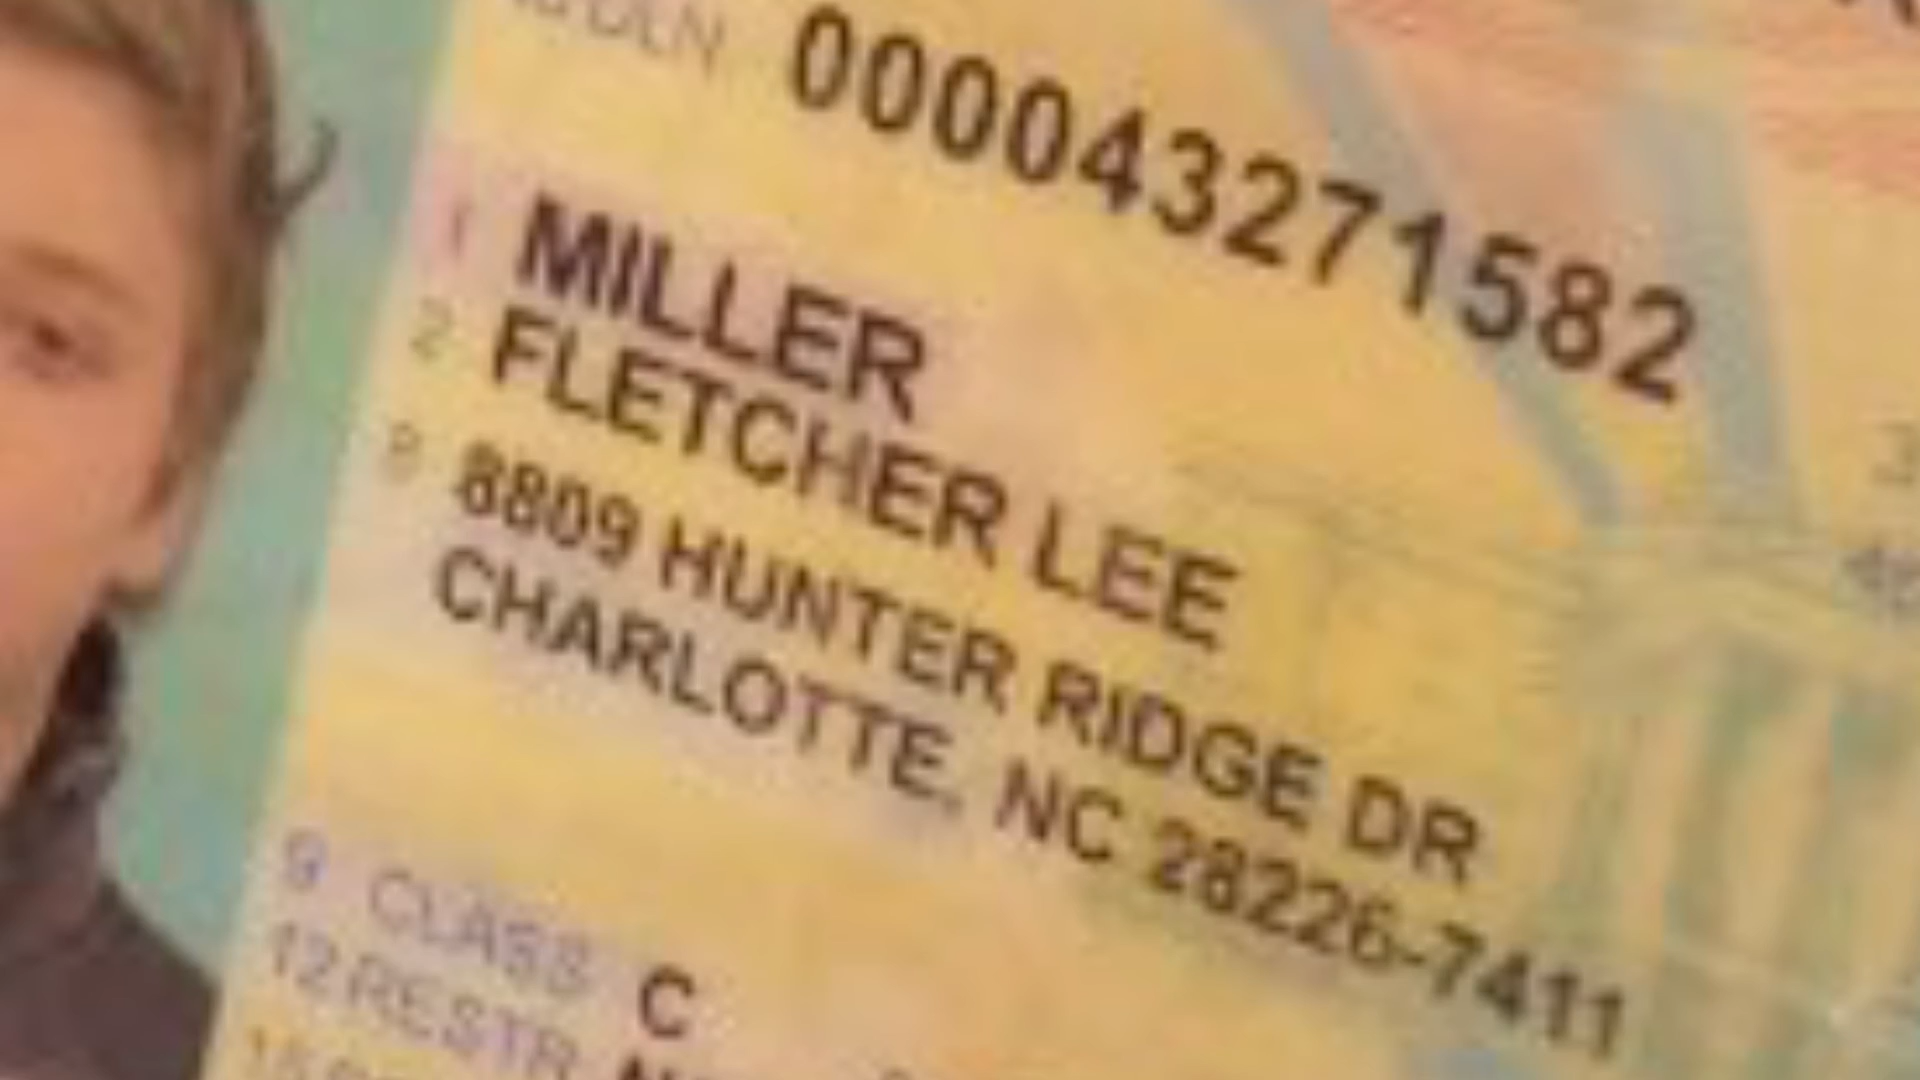 DLN 000043271582
1 MILLER
2 FLETCHER LEE
8 8809 HUNTER RIDGE DR
CHARLOTTE, NC 28226-7411
9 CLASS C
12 RESTR